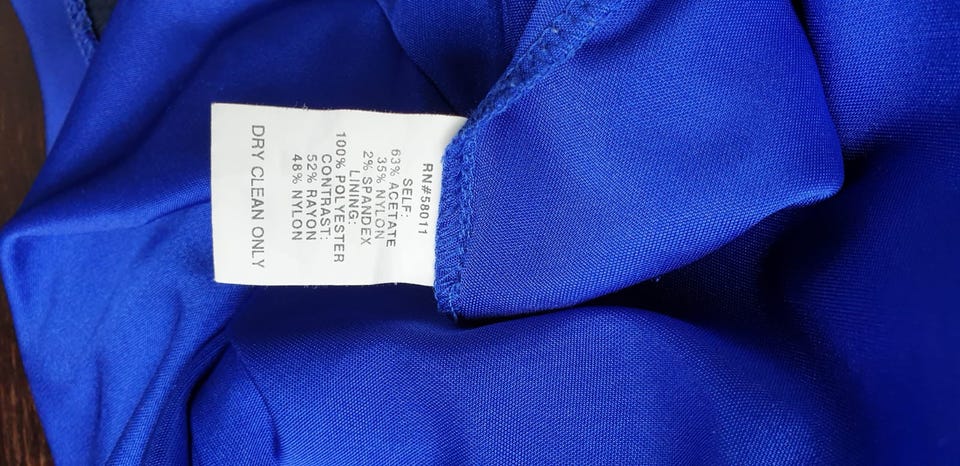 RN#58011
SELF:
63% ACETATE
35% NYLON
2% SPANDEX
LINING:
100% POLYESTER
CONTRAST:
52% RAYON
48% NYLON
DRY CLEAN ONLY